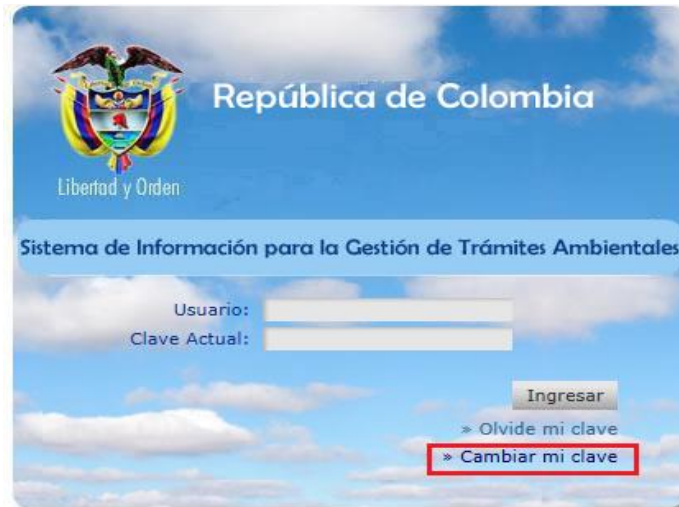 República de Colombia
Libertad y Orden
Sistema de Información para la Gestión de Trámites Ambientales
Usuario:
Clave Actual:
Ingresar
» Olvide mi clave
» Cambiar mi clave